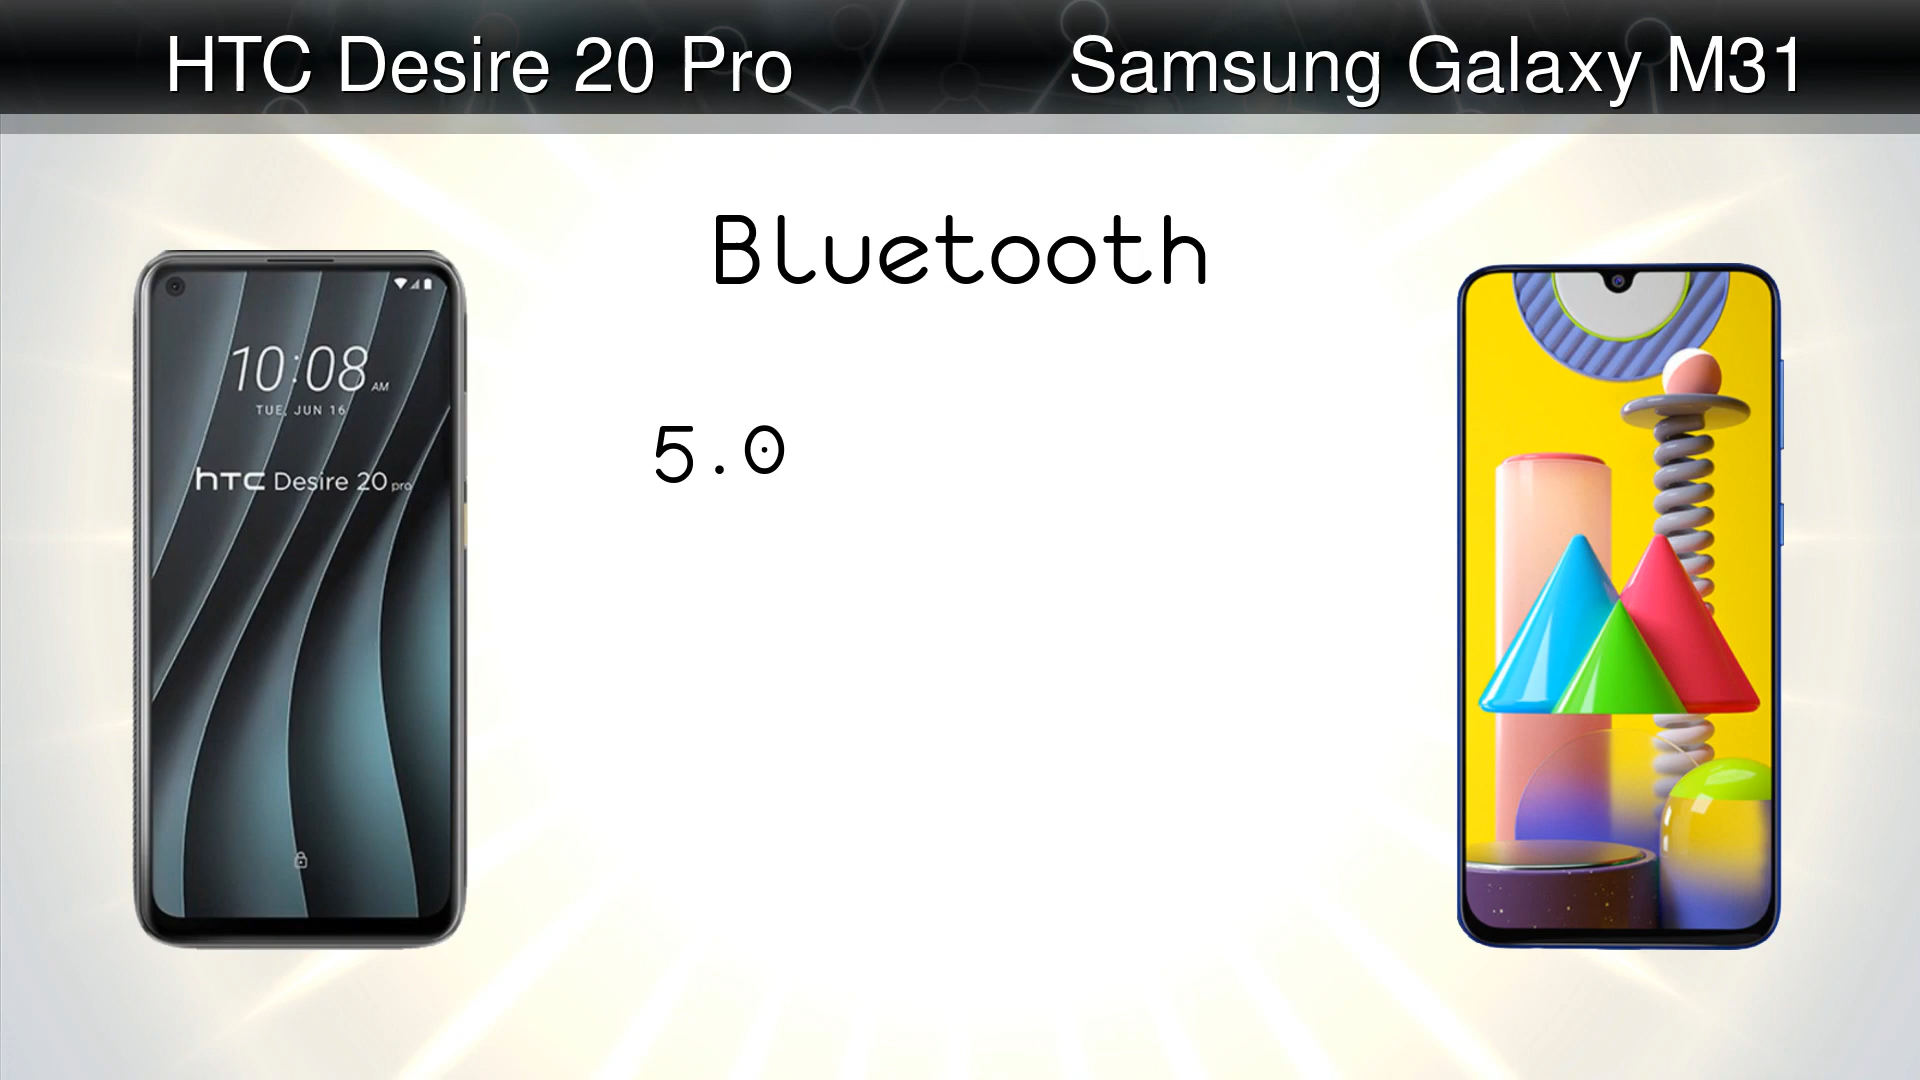 HTC Desire 20 Pro
Samsung Galaxy M31
Bluetooth
5.0
10:08 AM
TUE, JUN 16
hTC Desire 20 pro